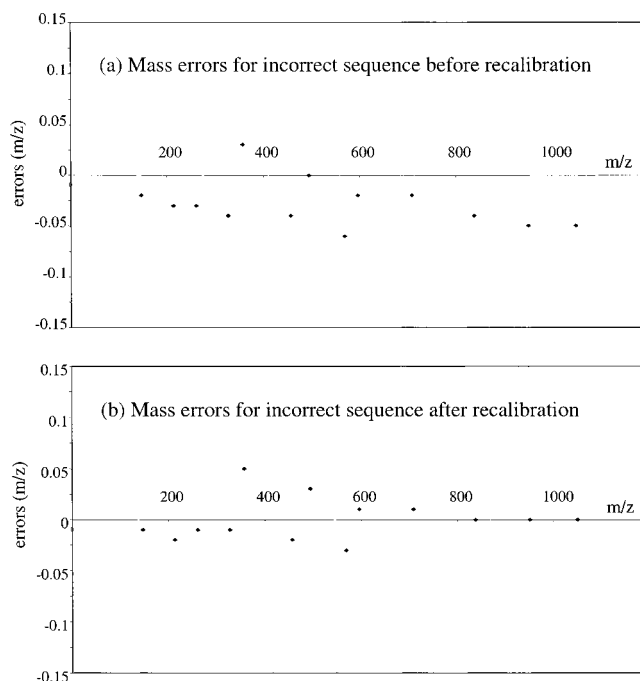 0.15
0.1
(a) Mass errors for incorrect sequence before recalibration
0.05
errors (m/z)
200 400 600 800 1000
m/z
0
-0.05
-0.1
-0.15
0.15
0.1
(b) Mass errors for incorrect sequence after recalibration
0.05
errors (m/z)
200 400 600 800 1000
m/z
0
-0.05
-0.1
-0.15